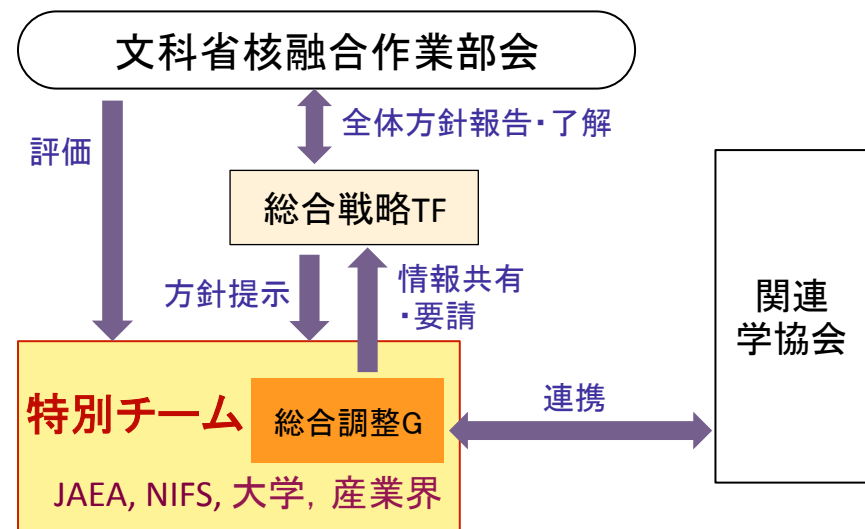 文科省核融合作業部会
評価
全体方針報告・了解
総合戦略TF
方針提示
情報共有
・要請
関連
学協会
特別チーム
総合調整G
連携
JAEA, NIFS, 大学，産業界